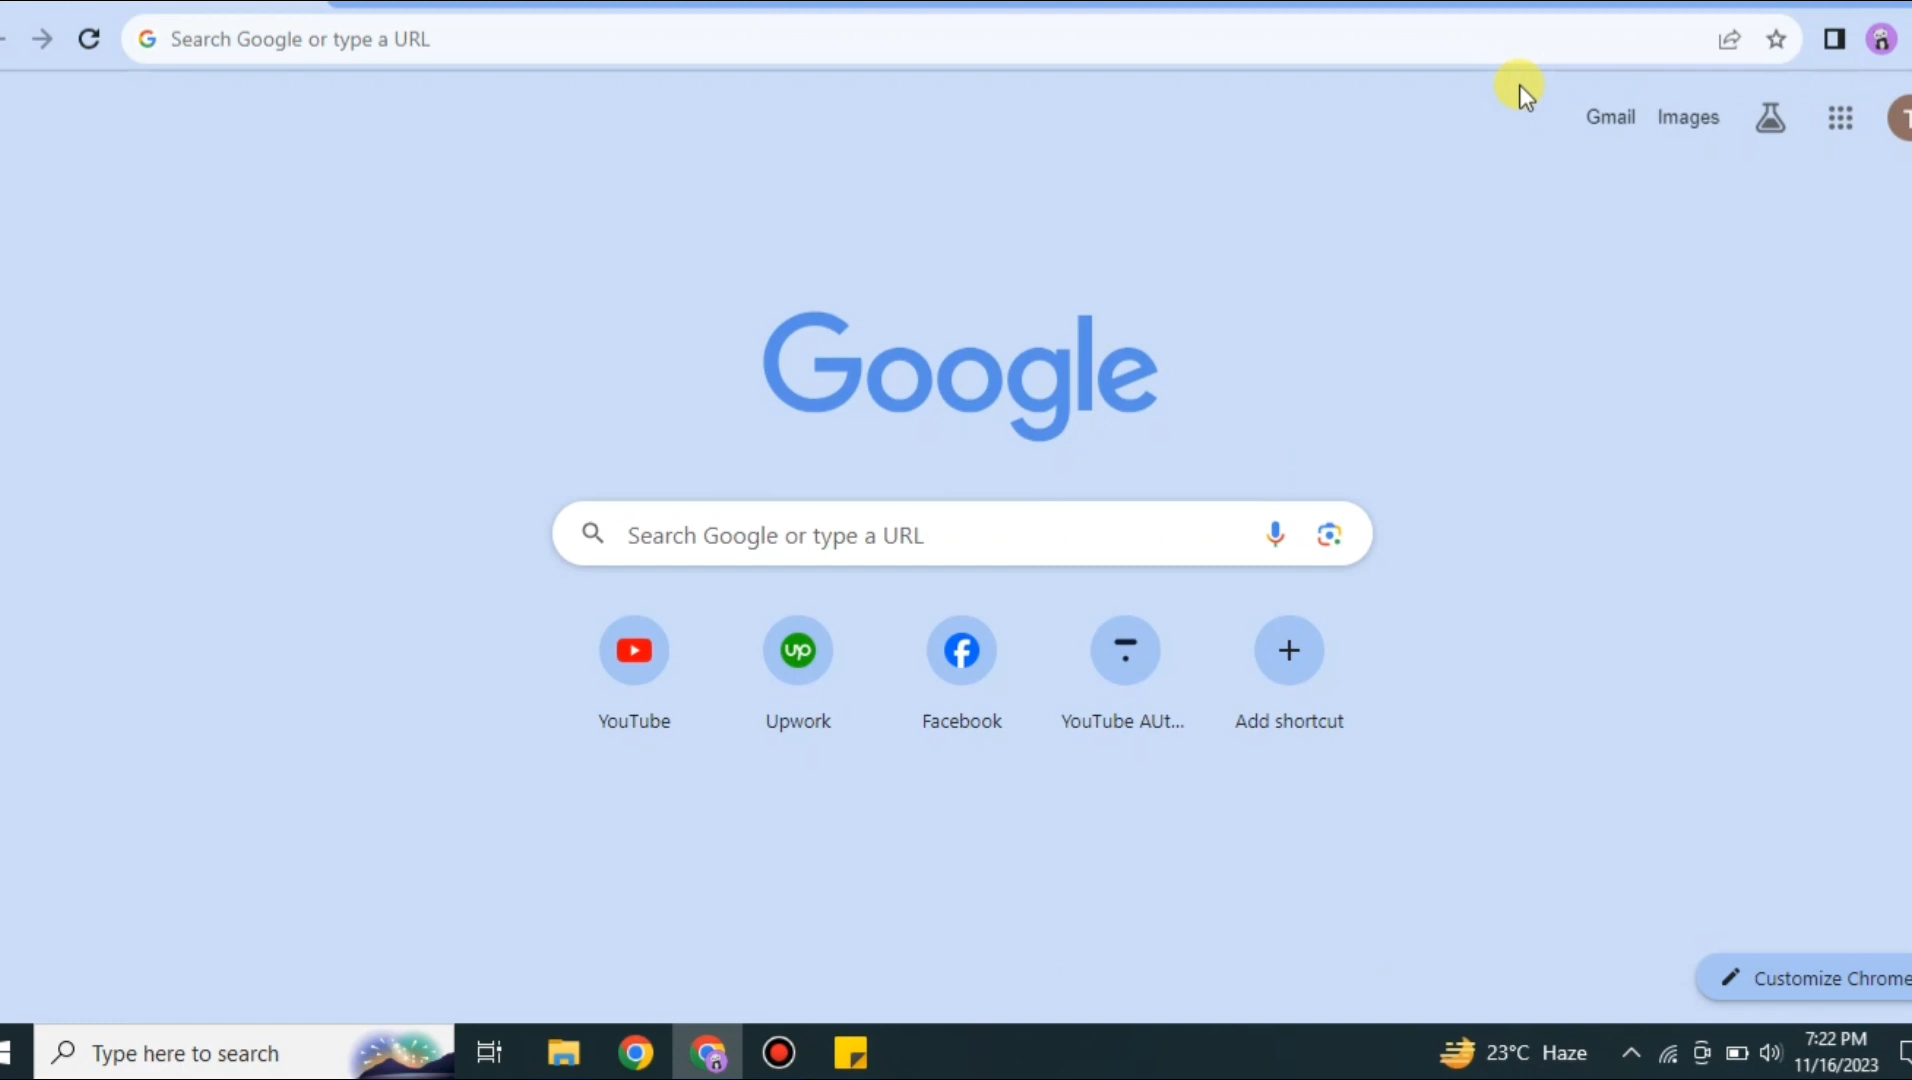 Search Google or type a URL
Gmail Images
T
Google
Search Google or type a URL
up
YouTube Upwork Facebook YouTube AUt... Add shortcut
Customize Chrome
Type here to search
23°C Haze
7:22 PM
11/16/2023